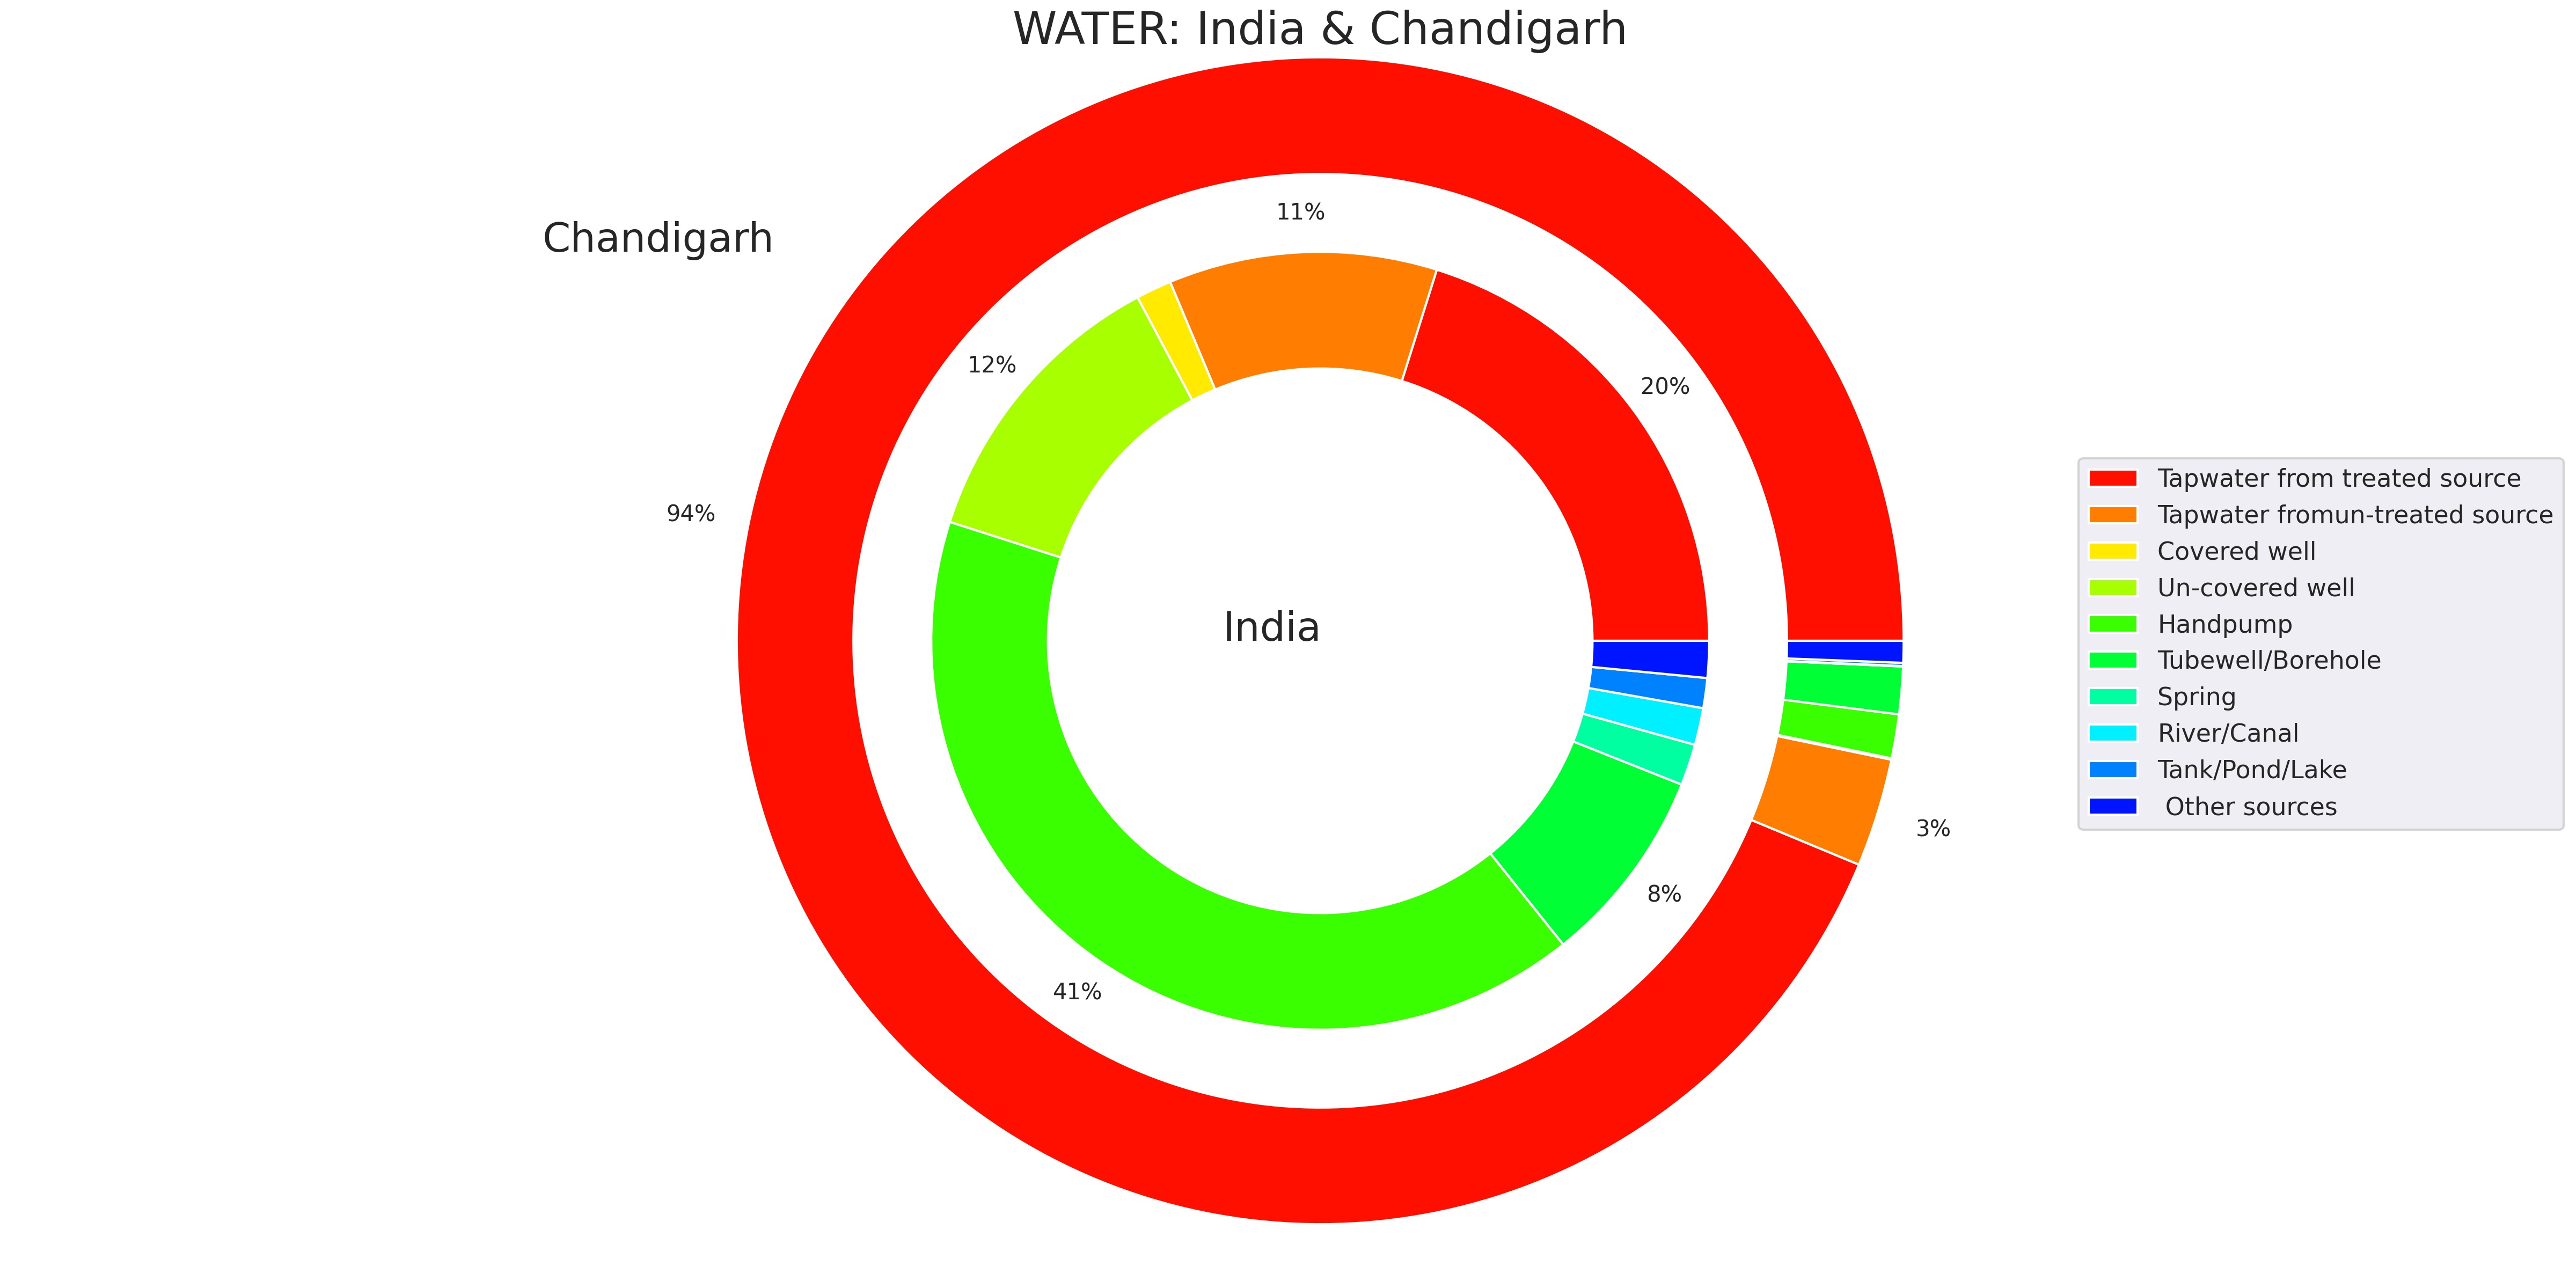 WATER: India & Chandigarh
Chandigarh
11%
12%
20%
94%
India
3%
8%
41%
Tapwater from treated source
Tapwater fromun-treated source
Covered well
Un-covered well
Handpump
Tubewell/Borehole
Spring
River/Canal
Tank/Pond/Lake
Other sources